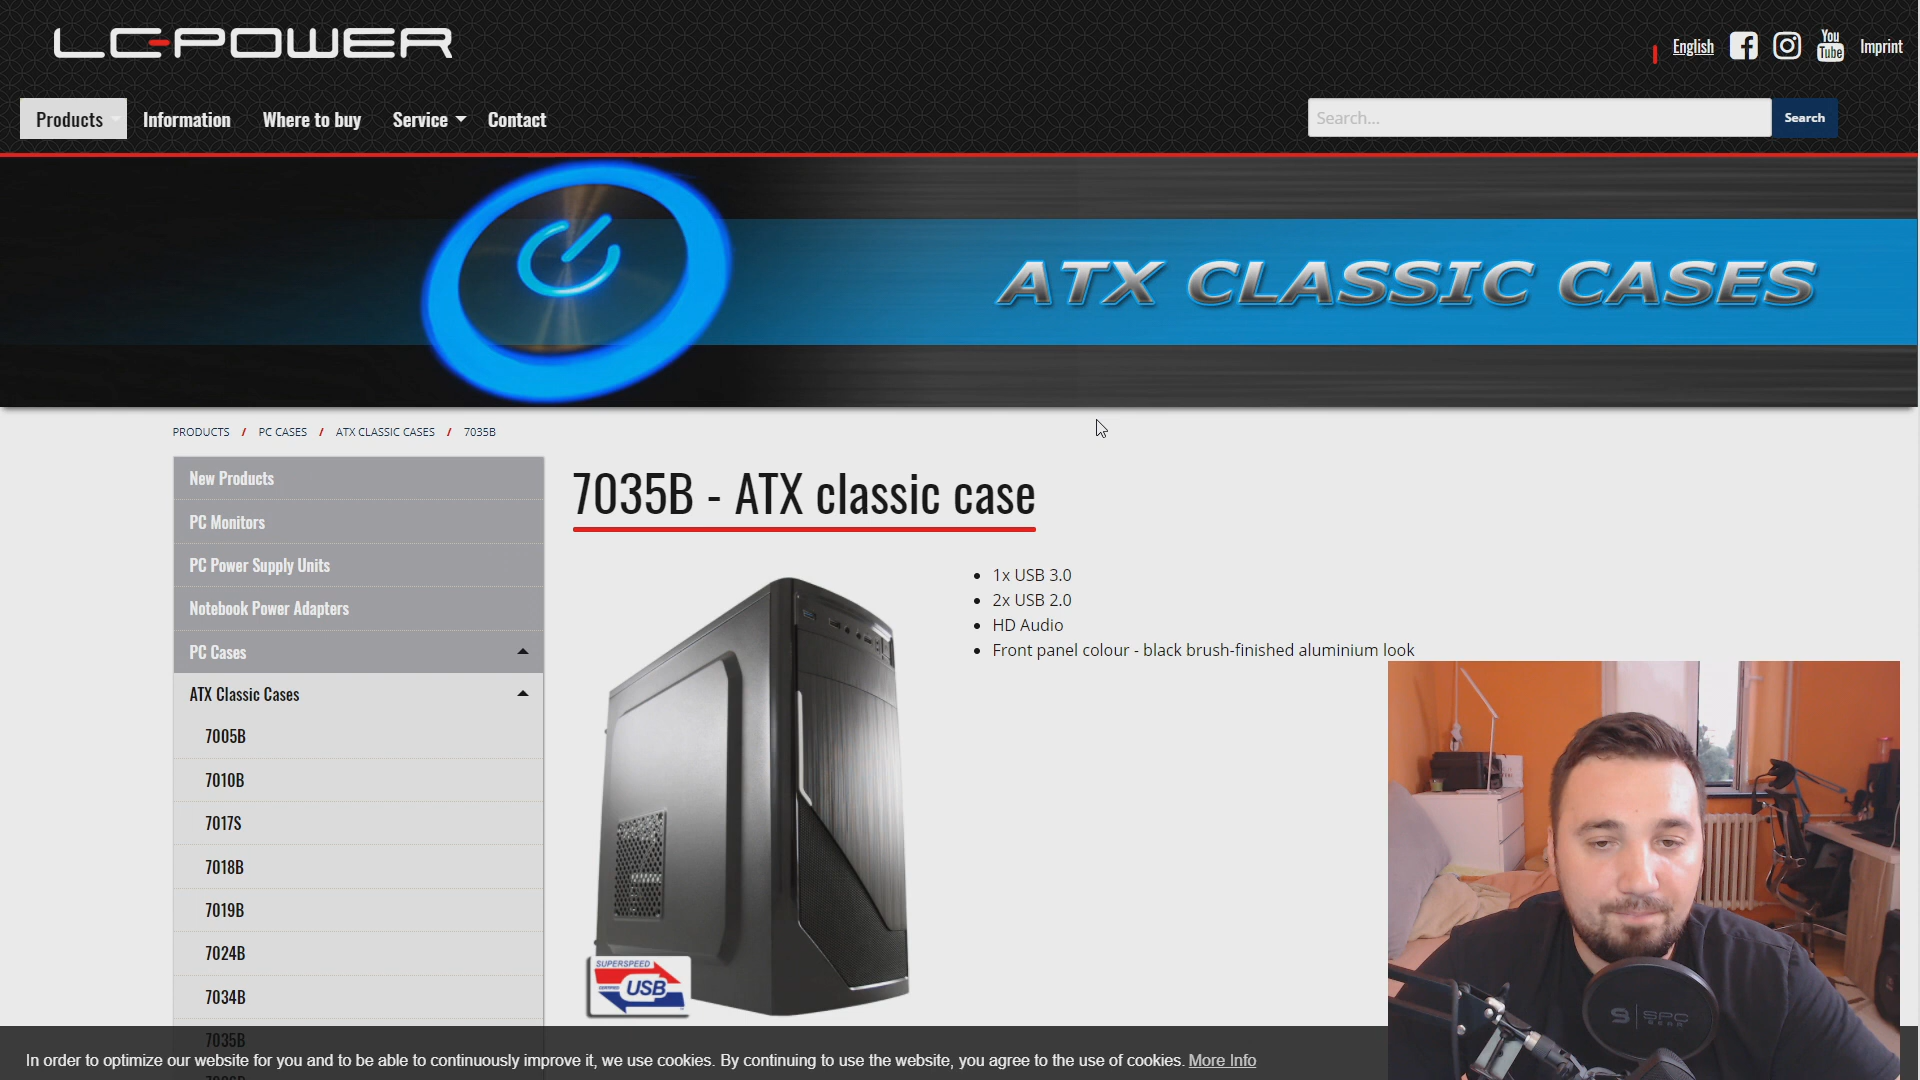 LC-POWER
English
You
Tube
Imprint
Products
Information
Where to buy
Service
Contact
Search...
Search
ATX CLASSIC CASES
PRODUCTS / PC CASES / ATX CLASSIC CASES / 7035B
New Products
PC Monitors
PC Power Supply Units
Notebook Power Adapters
PC Cases
ATX Classic Cases
7005B
7010B
7017S
7018B
7019B
7024B
7034B
7035B
7035B - ATX classic case
1x USB 3.0
2x USB 2.0
HD Audio
Front panel colour - black brush-finished aluminium look
SUPERSPEED
CERTIFIED
USB
SPC
GEAR
In order to optimize our website for you and to be able to continuously improve it, we use cookies. By continuing to use the website, you agree to the use of cookies. More Info